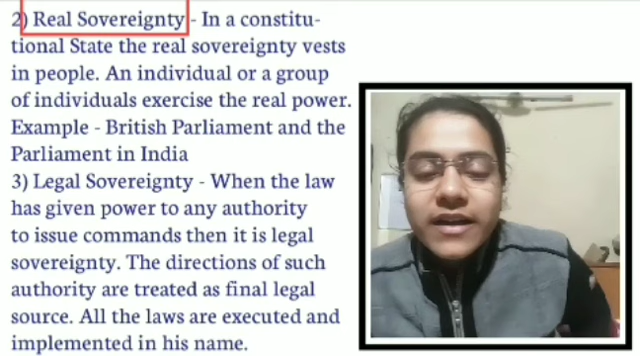 2) Real Sovereignty - In a constitu-
tional State the real sovereignty vests
in people. An individual or a group
of individuals exercise the real power.
Example - British Parliament and the
Parliament in India
3) Legal Sovereignty - When the law
has given power to any authority
to issue commands then it is legal
sovereignty. The directions of such
authority are treated as final legal
source. All the laws are executed and
implemented in his name.